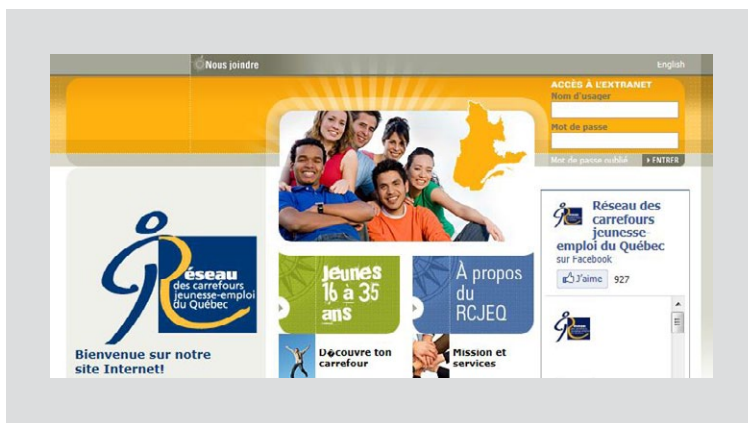 Nous joindre
English
ACCÈS À L'EXTRANET
Nom d'usager
Mot de passe
Mot de passe oublié
ENTRER
Réseau
des carrefours
jeunesse-emploi
du Québec
Bienvenue sur notre
site Internet!
Jeunes
16 à 35
ans
D�couvre ton
carrefour
À propos
du
RCJEQ
Mission et
services
Réseau des
carrefours
jeunesse-
emploi du Québec
sur Facebook
J'aime 927